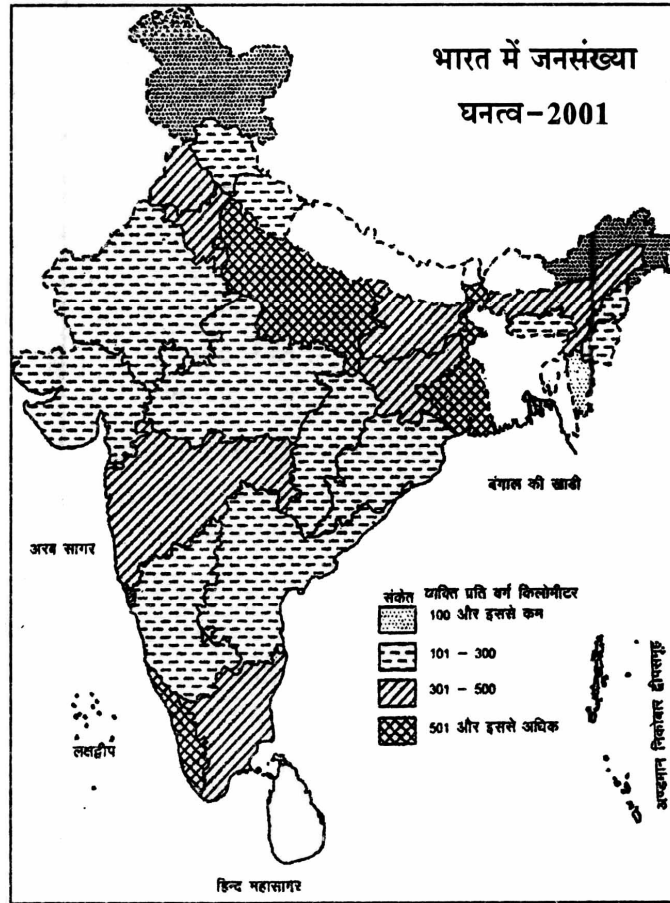 भारत में जनसंख्या
घनत्व-2001
बंगाल की खाडी
अरब सागर
संकेत व्यक्ति प्रति बर्ग किलोमीटर
100 और इससे कम
101 - 300
301 - 500
501 और इससे अधिक
लक्षद्वीप
अण्डमान निकोबार द्वीपसमूह
हिन्द महासागर